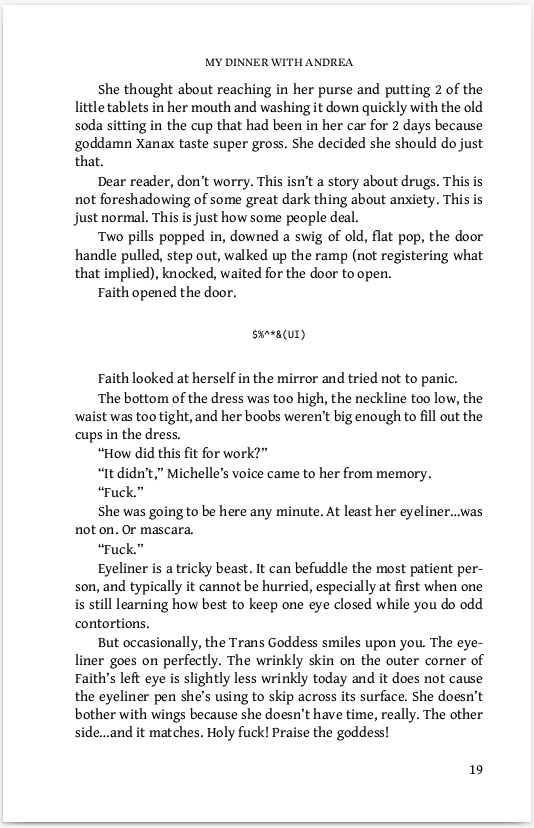 MY DINNER WITH ANDREA
She thought about reaching in her purse and putting 2 of the
little tablets in her mouth and washing it down quickly with the old
soda sitting in the cup that had been in her car for 2 days because
goddamn Xanax taste super gross. She decided she should do just
that.
Dear reader, don’t worry. This isn’t a story about drugs. This is
not foreshadowing of some great dark thing about anxiety. This is
just normal. This is just how some people deal.
Two pills popped in, downed a swig of old, flat pop, the door
handle pulled, step out, walked up the ramp (not registering what
that implied), knocked, waited for the door to open.
Faith opened the door.
$%^*&(UI)
Faith looked at herself in the mirror and tried not to panic.
The bottom of the dress was too high, the neckline too low, the
waist was too tight, and her boobs weren’t big enough to fill out the
cups in the dress.
“How did this fit for work?”
“It didn’t,” Michelle’s voice came to her from memory.
“Fuck.”
She was going to be here any minute. At least her eyeliner...was
not on. Or mascara.
“Fuck.”
Eyeliner is a tricky beast. It can befuddle the most patient per-
son, and typically it cannot be hurried, especially at first when one
is still learning how best to keep one eye closed while you do odd
contortions.
But occasionally, the Trans Goddess smiles upon you. The eye-
liner goes on perfectly. The wrinkly skin on the outer corner of
Faith’s left eye is slightly less wrinkly today and it does not cause
the eyeliner pen she’s using to skip across its surface. She doesn’t
bother with wings because she doesn’t have time, really. The other
side...and it matches. Holy fuck! Praise the goddess!
19